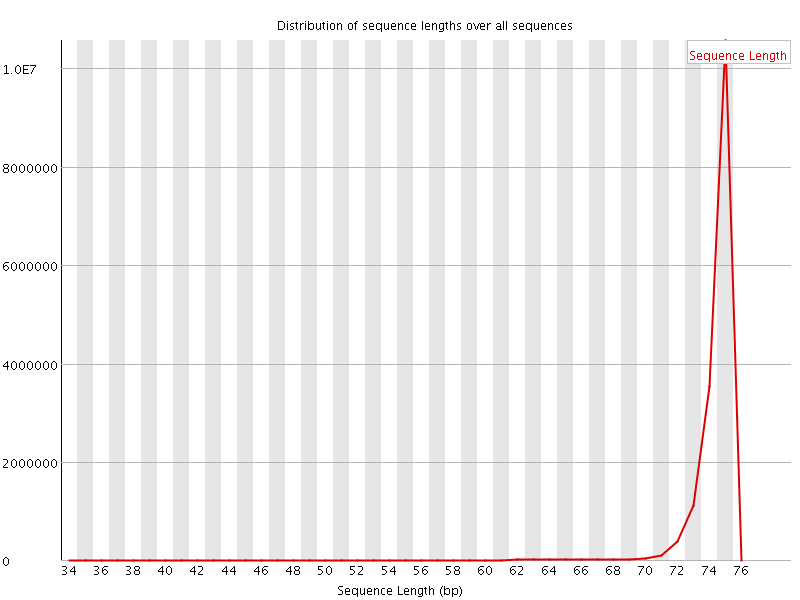 Distribution of sequence lengths over all sequences
Sequence Length
1.0E7
8000000
6000000
4000000
2000000
0
34 36 38 40 42 44 46 48 50 52 54 56 58 60 62 64 66 68 70 72 74 76
Sequence Length (bp)